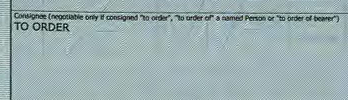 Consignee (negotiable only if consigned "to order", "to order of" a named Person or "to order of bearer")
TO ORDER